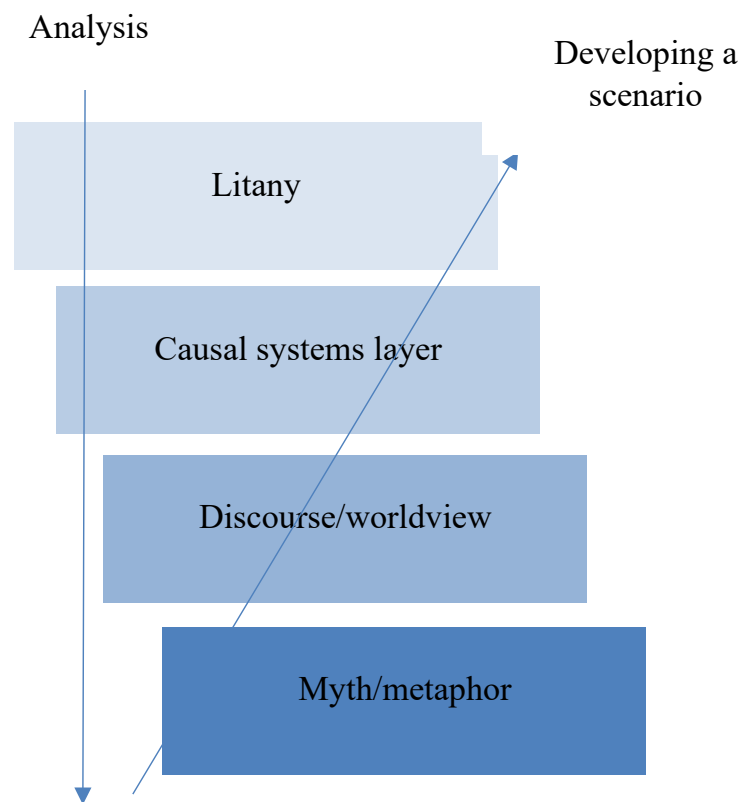 Analysis
Developing a
scenario
Litany
Causal systems layer
Discourse/worldview
Myth/metaphor